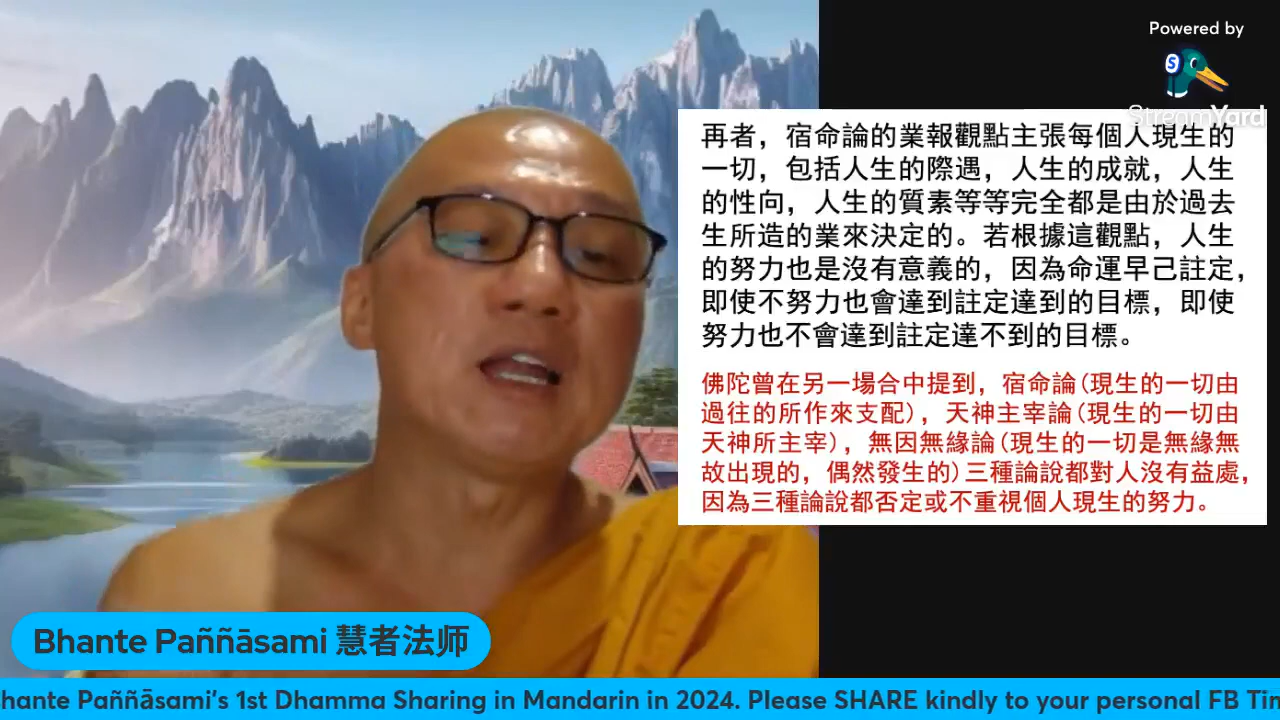 Powered by
StreamYard
再者，宿命論的業報觀點主張每個人現生的
一切，包括人生的際遇，人生的成就，人生
的性向，人生的質素等等完全都是由於過去
生所造的業來決定的。若根據這觀點，人生
的努力也是沒有意義的，因為命運早己註定，
即使不努力也會達到註定達到的目標，即使
努力也不會達到註定達不到的目標。
佛陀曾在另一場合中提到，宿命論(現生的一切由
過往的所作來支配)，天神主宰論(現生的一切由
天神所主宰)，無因無緣論(現生的一切是無緣無
故出現的，偶然發生的)三種論說都對人沒有益處，
因為三種論說都否定或不重視個人現生的努力。
Bhante Paññāsami 慧者法师
hante Paññāsami's 1st Dhamma Sharing in Mandarin in 2024. Please SHARE kindly to your personal FB Tim